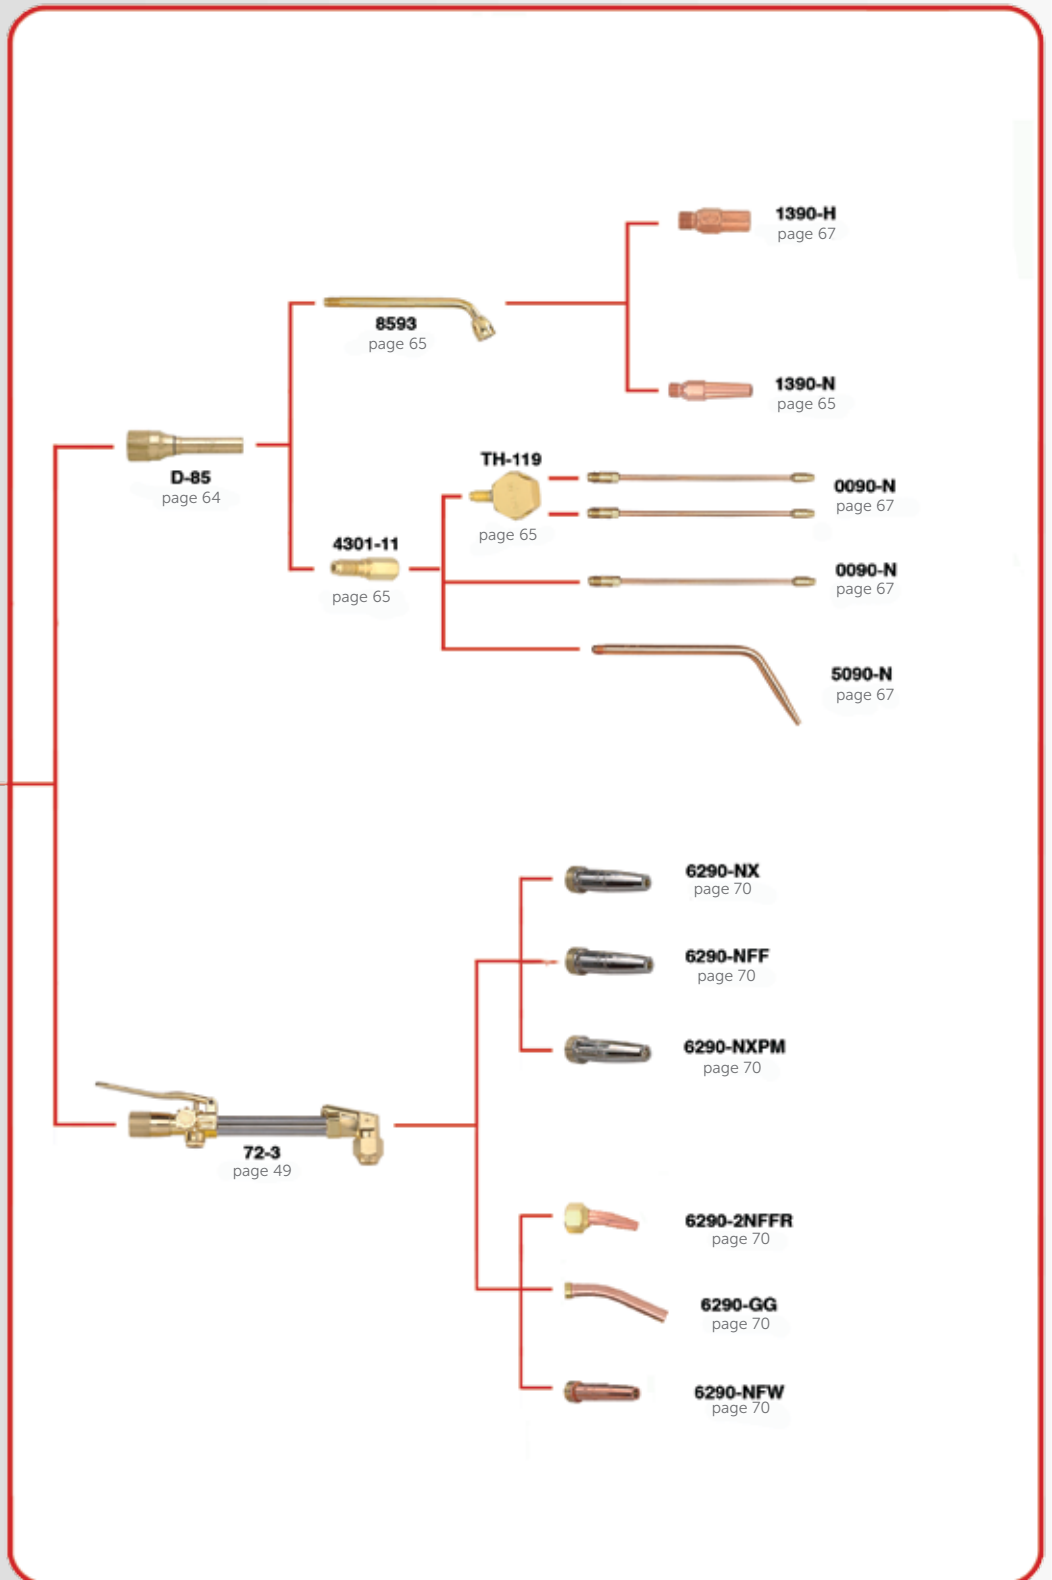 1390-H
page 67
8593
page 65
1390-N
page 65
D-85
page 64
TH-119
page 65
0090-N
page 67
4301-11
page 65
0090-N
page 67
5090-N
page 67
6290-NX
page 70
6290-NFF
page 70
6290-NXPM
page 70
72-3
page 49
6290-2NFFR
page 70
6290-GG
page 70
6290-NFW
page 70